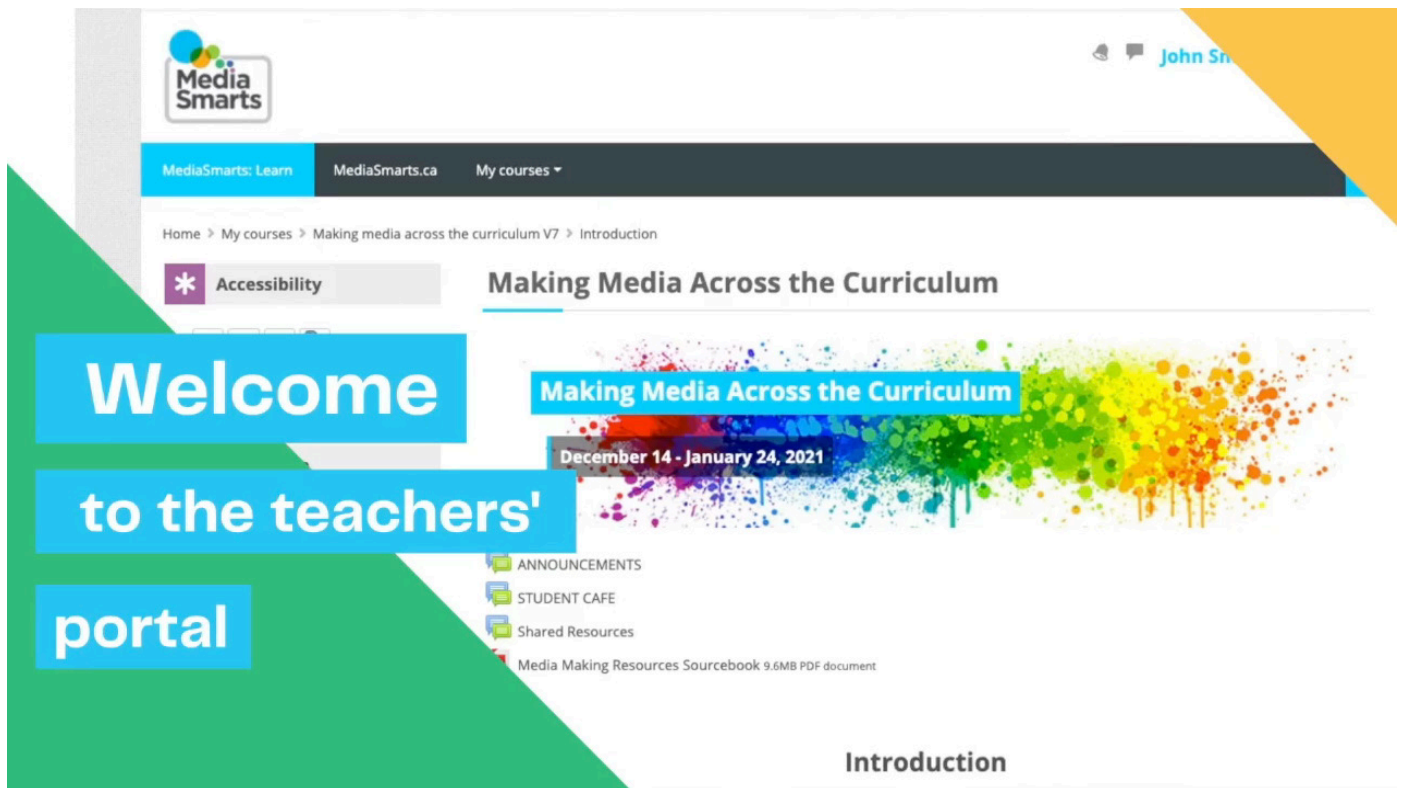 Media
Smarts
John
MediaSmarts: Learn
MediaSmarts.ca
My courses
Home > My courses > Making media across the curriculum V7 > Introduction
Accessibility
Making Media Across the Curriculum
Making Media Across the Curriculum
December 14 - January 24, 2021
Welcome
to the teachers'
portal
ANNOUNCEMENTS
STUDENT CAFE
Shared Resources
Media Making Resources Sourcebook 9.6MB PDF document
Introduction